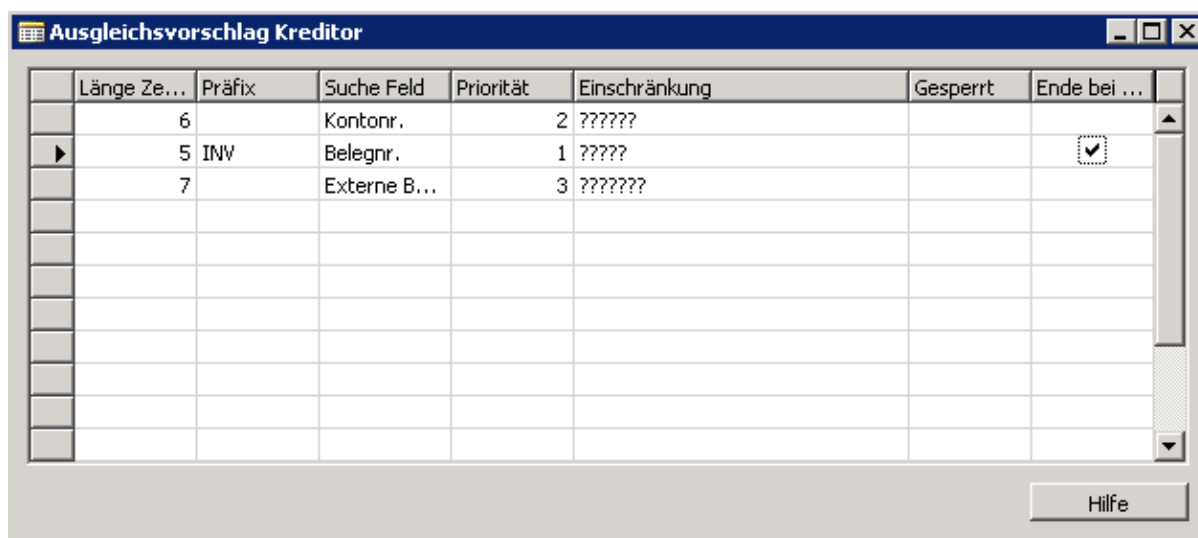 Ausgleichsvorschlag Kreditor
Länge Ze... Präfix Suche Feld Priorität Einschränkung Gesperrt Ende bei ...
6 Kontonr. 2 ??????
5 INV Belegnr. 1 ?????
7 Externe B... 3 ???????
Hilfe